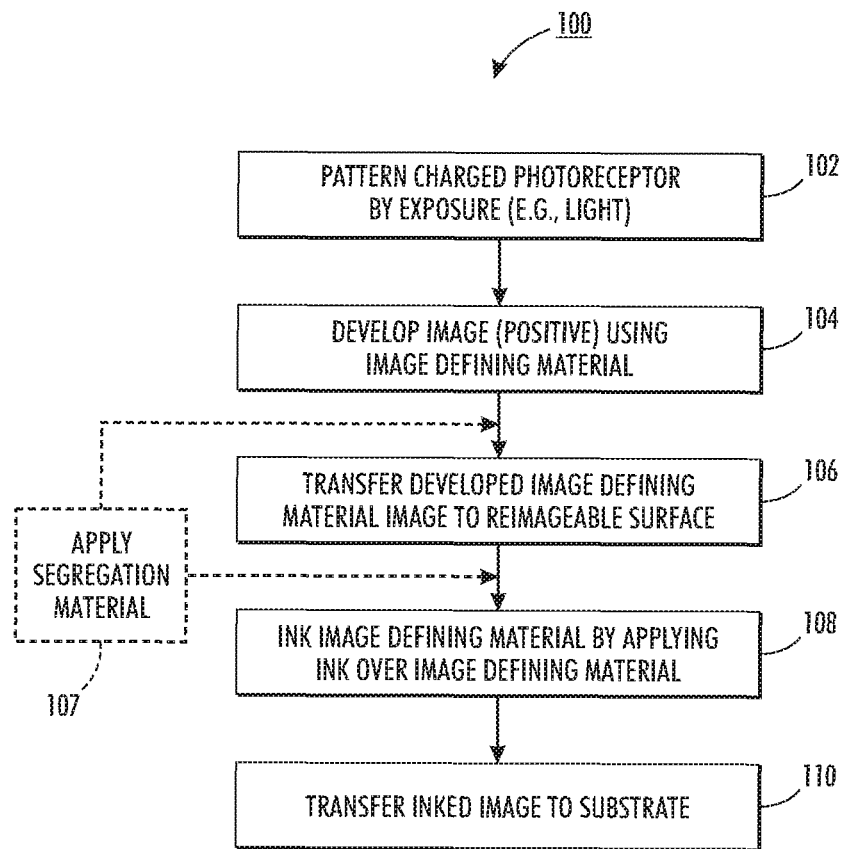 100
PATTERN CHARGED PHOTORECEPTOR
BY EXPOSURE (E.G., LIGHT)
102
DEVELOP IMAGE (POSITIVE) USING
IMAGE DEFINING MATERIAL
104
TRANSFER DEVELOPED IMAGE DEFINING
MATERIAL IMAGE TO REIMAGEABLE SURFACE
106
APPLY
SEGREGATION
MATERIAL
107
INK IMAGE DEFINING MATERIAL BY APPLYING
INK OVER IMAGE DEFINING MATERIAL
108
TRANSFER INKED IMAGE TO SUBSTRATE
110